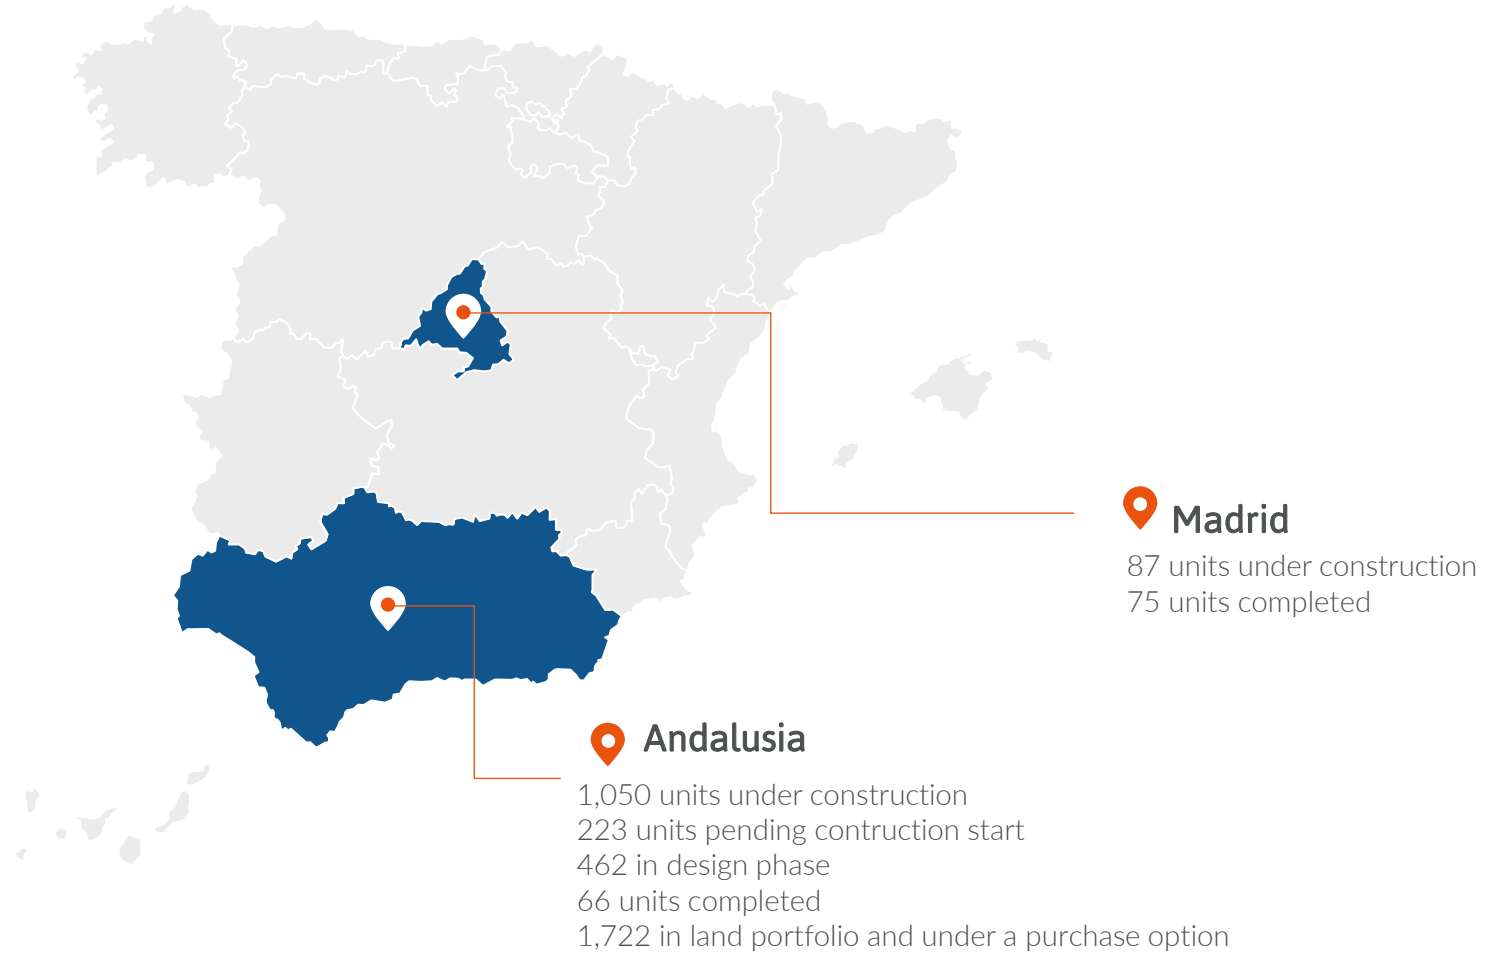 Madrid
87 units under construction
75 units completed
Andalusia
1,050 units under construction
223 units pending contruction start
462 in design phase
66 units completed
1,722 in land portfolio and under a purchase option